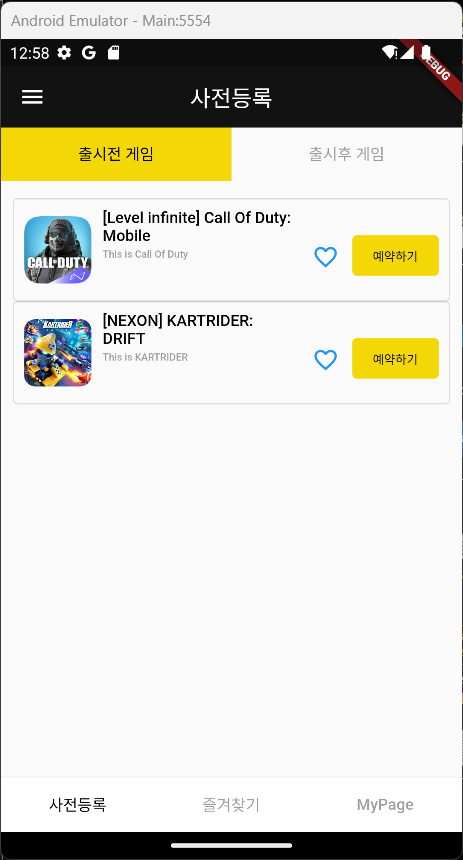 Android Emulator - Main:5554
12:58
DEBUG
사전등록
출시전 게임
출시후 게임
[Level infinite] Call Of Duty:
Mobile
This is Call Of Duty
예약하기
CALL OF DUTY
[NEXON] KARTRIDER:
DRIFT
This is KARTRIDER
예약하기
KARTRIDER
사전등록
즐겨찾기
MyPage